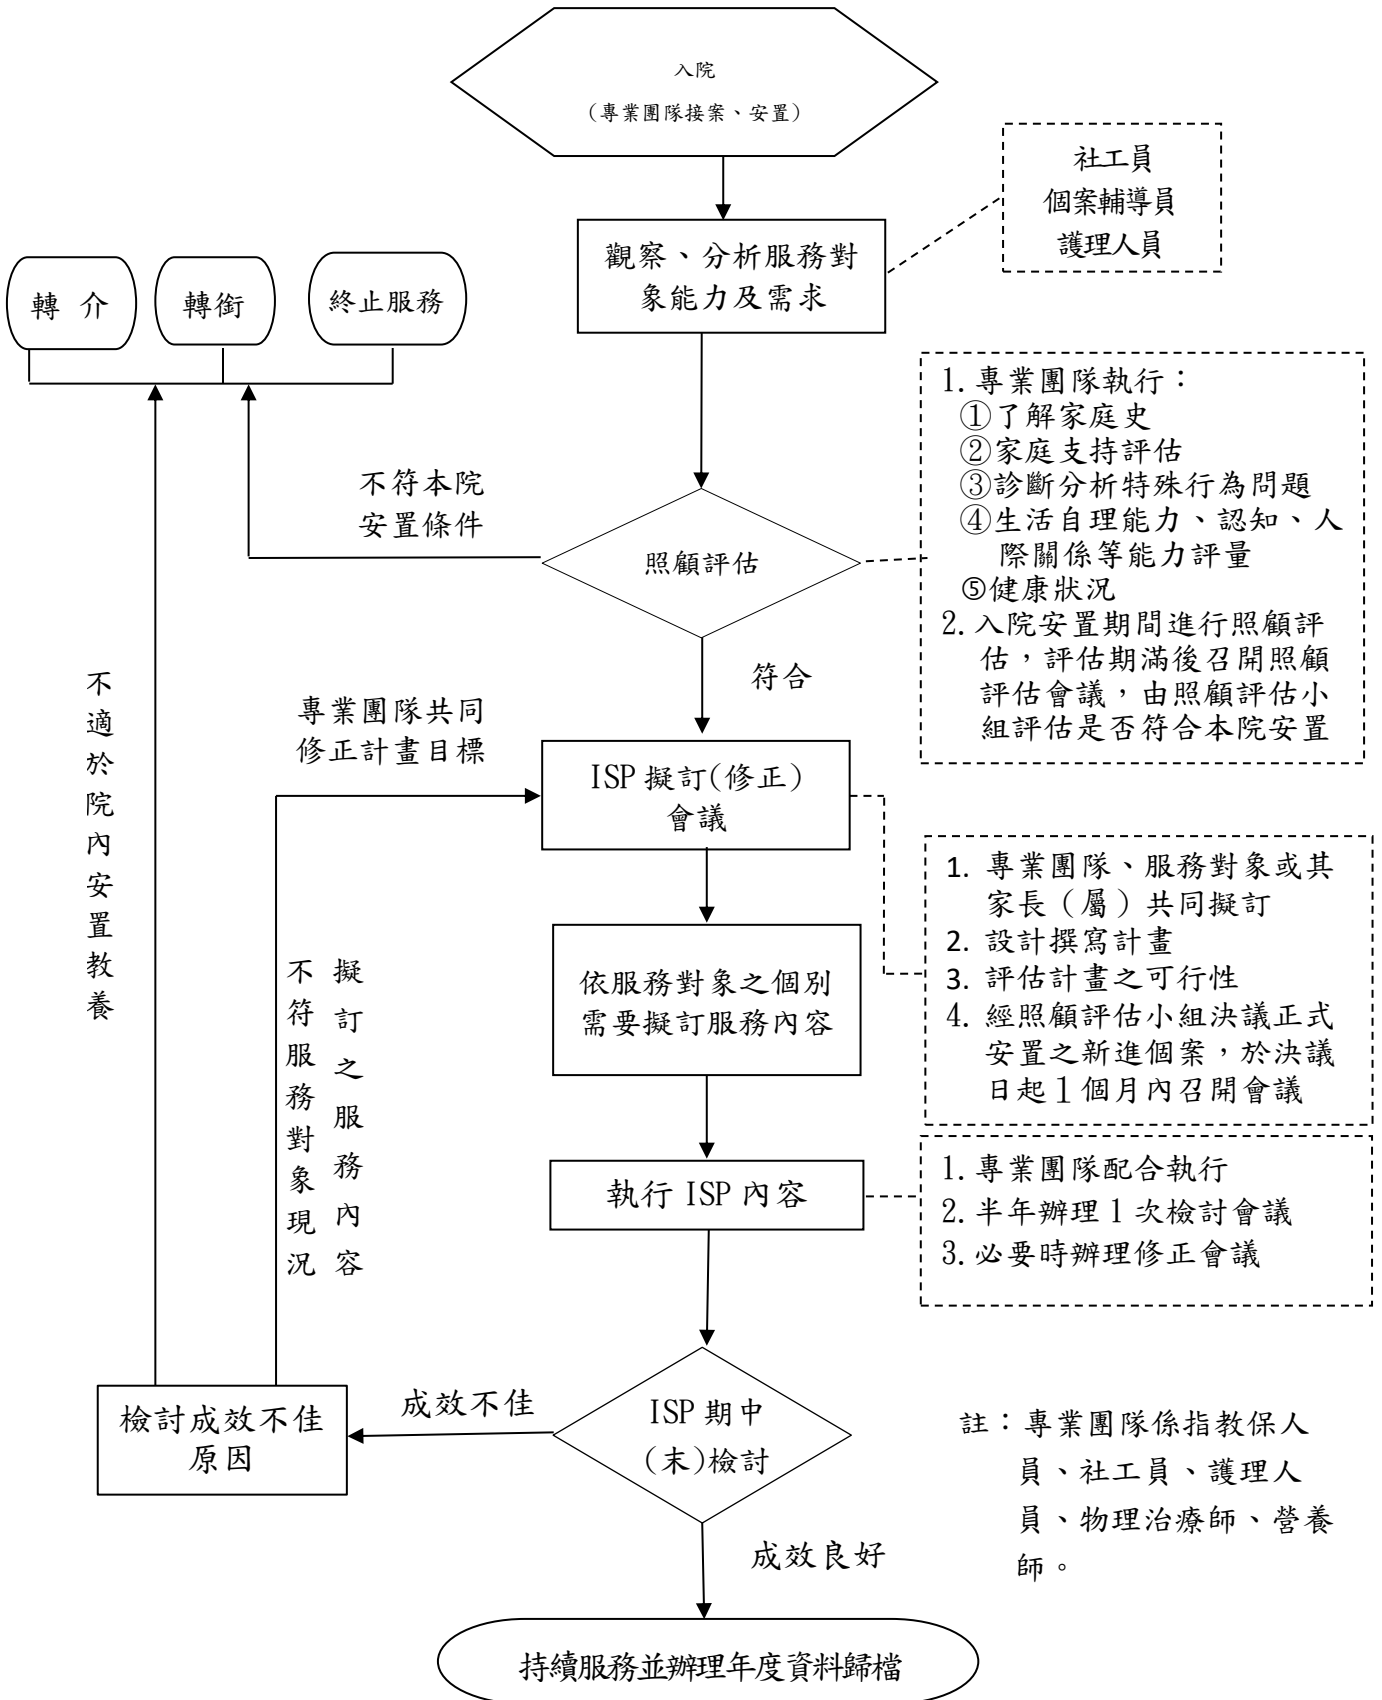 入院
(專業團隊接案、安置)
社工員
個案輔導員
護理人員
觀察、分析服務對
象能力及需求
轉 介
轉銜
終止服務
1. 專業團隊執行：
①了解家庭史
②家庭支持評估
③診斷分析特殊行為問題
④生活自理能力、認知、人
際關係等能力評量
⑤健康狀況
2. 入院安置期間進行照顧評
估，評估期滿後召開照顧
評估會議，由照顧評估小
組評估是否符合本院安置
不符本院
安置條件
照顧評估
符合
不適於院內安置教養
專業團隊共同
修正計畫目標
ISP 擬訂(修正)
會議
1. 專業團隊、服務對象或其
家長（屬）共同擬訂
2. 設計撰寫計畫
3. 評估計畫之可行性
4. 經照顧評估小組決議正式
安置之新進個案，於決議
日起 1 個月內召開會議
依服務對象之個別
需要擬訂服務內容
擬訂之服務內容
不符服務對象現況
執行 ISP 內容
1. 專業團隊配合執行
2. 半年辦理 1 次檢討會議
3. 必要時辦理修正會議
檢討成效不佳
原因
成效不佳
ISP 期中
(末)檢討
註：專業團隊係指教保人
員、社工員、護理人
員、物理治療師、營養
師。
成效良好
持續服務並辦理年度資料歸檔